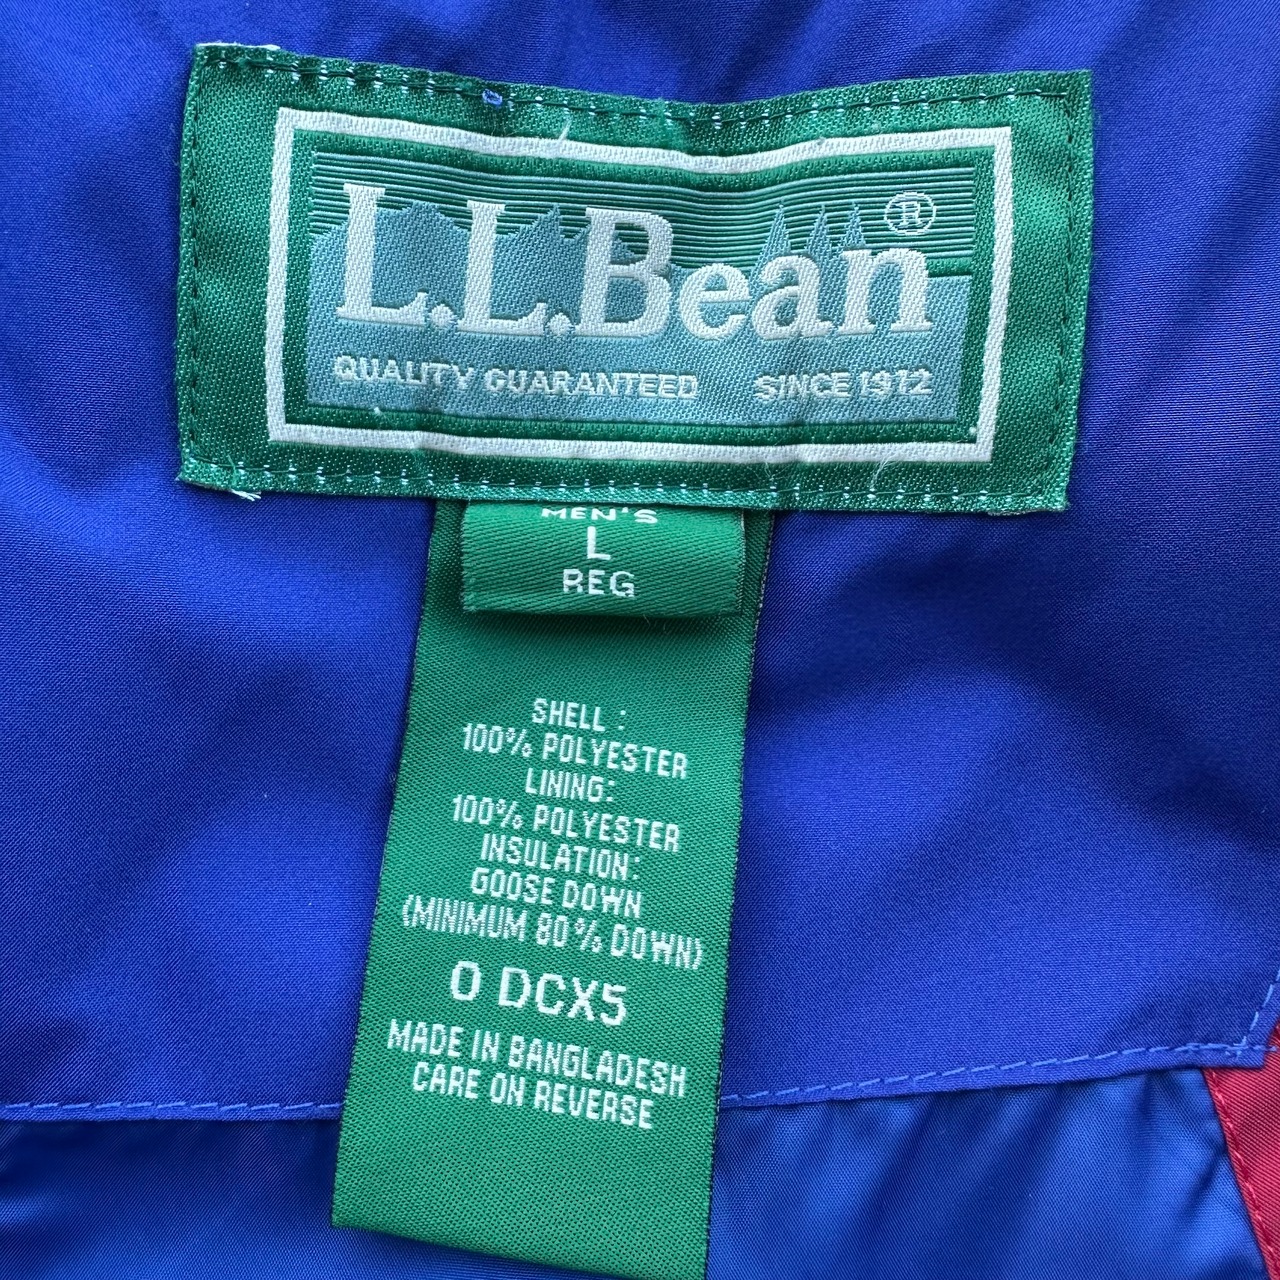 L.L.Bean ®
QUALITY GUARANTEED SINCE 1912
MEN'S
L
REG
SHELL :
100% POLYESTER
LINING:
100% POLYESTER
INSULATION:
GOOSE DOWN
(MINIMUM 80% DOWN)
0 DCX5
MADE IN BANGLADESH
CARE ON REVERSE